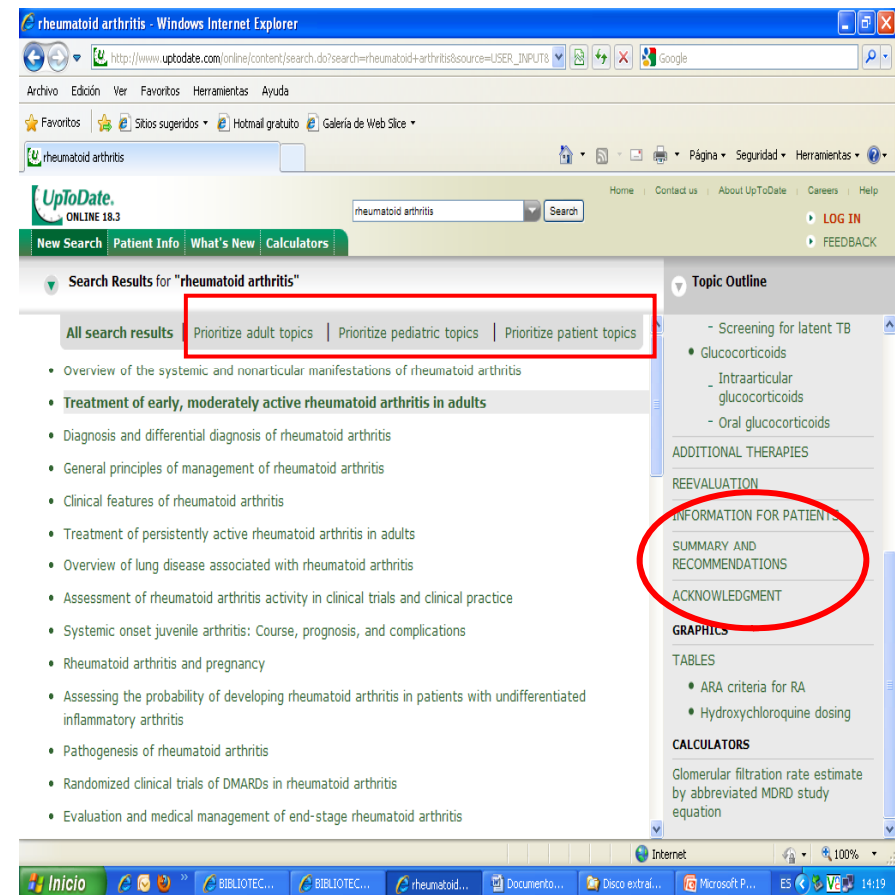 rheumatoid arthritis - Windows Internet Explorer
http://www.uptodate.com/online/content/search.do?search=rheumatoid+arthritis&source=USER_INPUT&
Google
Archivo Edición Ver Favoritos Herramientas Ayuda
Favoritos Sitios sugeridos Hotmail gratuito Galería de Web Slice
rheumatoid arthritis
Página Seguridad Herramientas
UpToDate.
ONLINE 18.3
rheumatoid arthritis
Search
Home Contact us About UpToDate Careers Help
LOG IN
FEEDBACK
New Search Patient Info What's New Calculators
Search Results for "rheumatoid arthritis"
All search results Prioritize adult topics Prioritize pediatric topics Prioritize patient topics
• Overview of the systemic and nonarticular manifestations of rheumatoid arthritis
• Treatment of early, moderately active rheumatoid arthritis in adults
• Diagnosis and differential diagnosis of rheumatoid arthritis
• General principles of management of rheumatoid arthritis
• Clinical features of rheumatoid arthritis
• Treatment of persistently active rheumatoid arthritis in adults
• Overview of lung disease associated with rheumatoid arthritis
• Assessment of rheumatoid arthritis activity in clinical trials and clinical practice
• Systemic onset juvenile arthritis: Course, prognosis, and complications
• Rheumatoid arthritis and pregnancy
• Assessing the probability of developing rheumatoid arthritis in patients with undifferentiated
inflammatory arthritis
• Pathogenesis of rheumatoid arthritis
• Randomized clinical trials of DMARDs in rheumatoid arthritis
• Evaluation and medical management of end-stage rheumatoid arthritis
Topic Outline
- Screening for latent TB
• Glucocorticoids
- Intraarticular
glucocorticoids
- Oral glucocorticoids
ADDITIONAL THERAPIES
REEVALUATION
INFORMATION FOR PATIENTS
SUMMARY AND
RECOMMENDATIONS
ACKNOWLEDGMENT
GRAPHICS
TABLES
• ARA criteria for RA
• Hydroxychloroquine dosing
CALCULATORS
Glomerular filtration rate estimate
by abbreviated MDRD study
equation
Internet
100%
Inicio
BIBLIOTEC...
BIBLIOTEC...
rheumatoid...
Documento...
Disco extraí...
Microsoft P...
ES
14:19